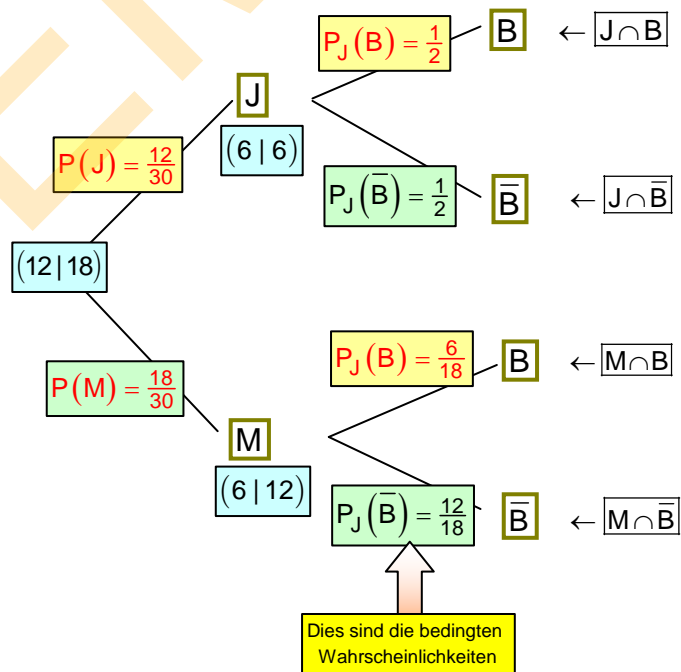 P_J(B) = 1/2
B
← J∩B
J
(6 | 6)
P(J) = 12/30
P_J(B̅) = 1/2
B̅
← J∩B̅
(12 | 18)
P_J(B) = 6/18
B
← M∩B
P(M) = 18/30
M
(6 | 12)
P_J(B̅) = 12/18
B̅
← M∩B̅
Dies sind die bedingten
Wahrscheinlichkeiten